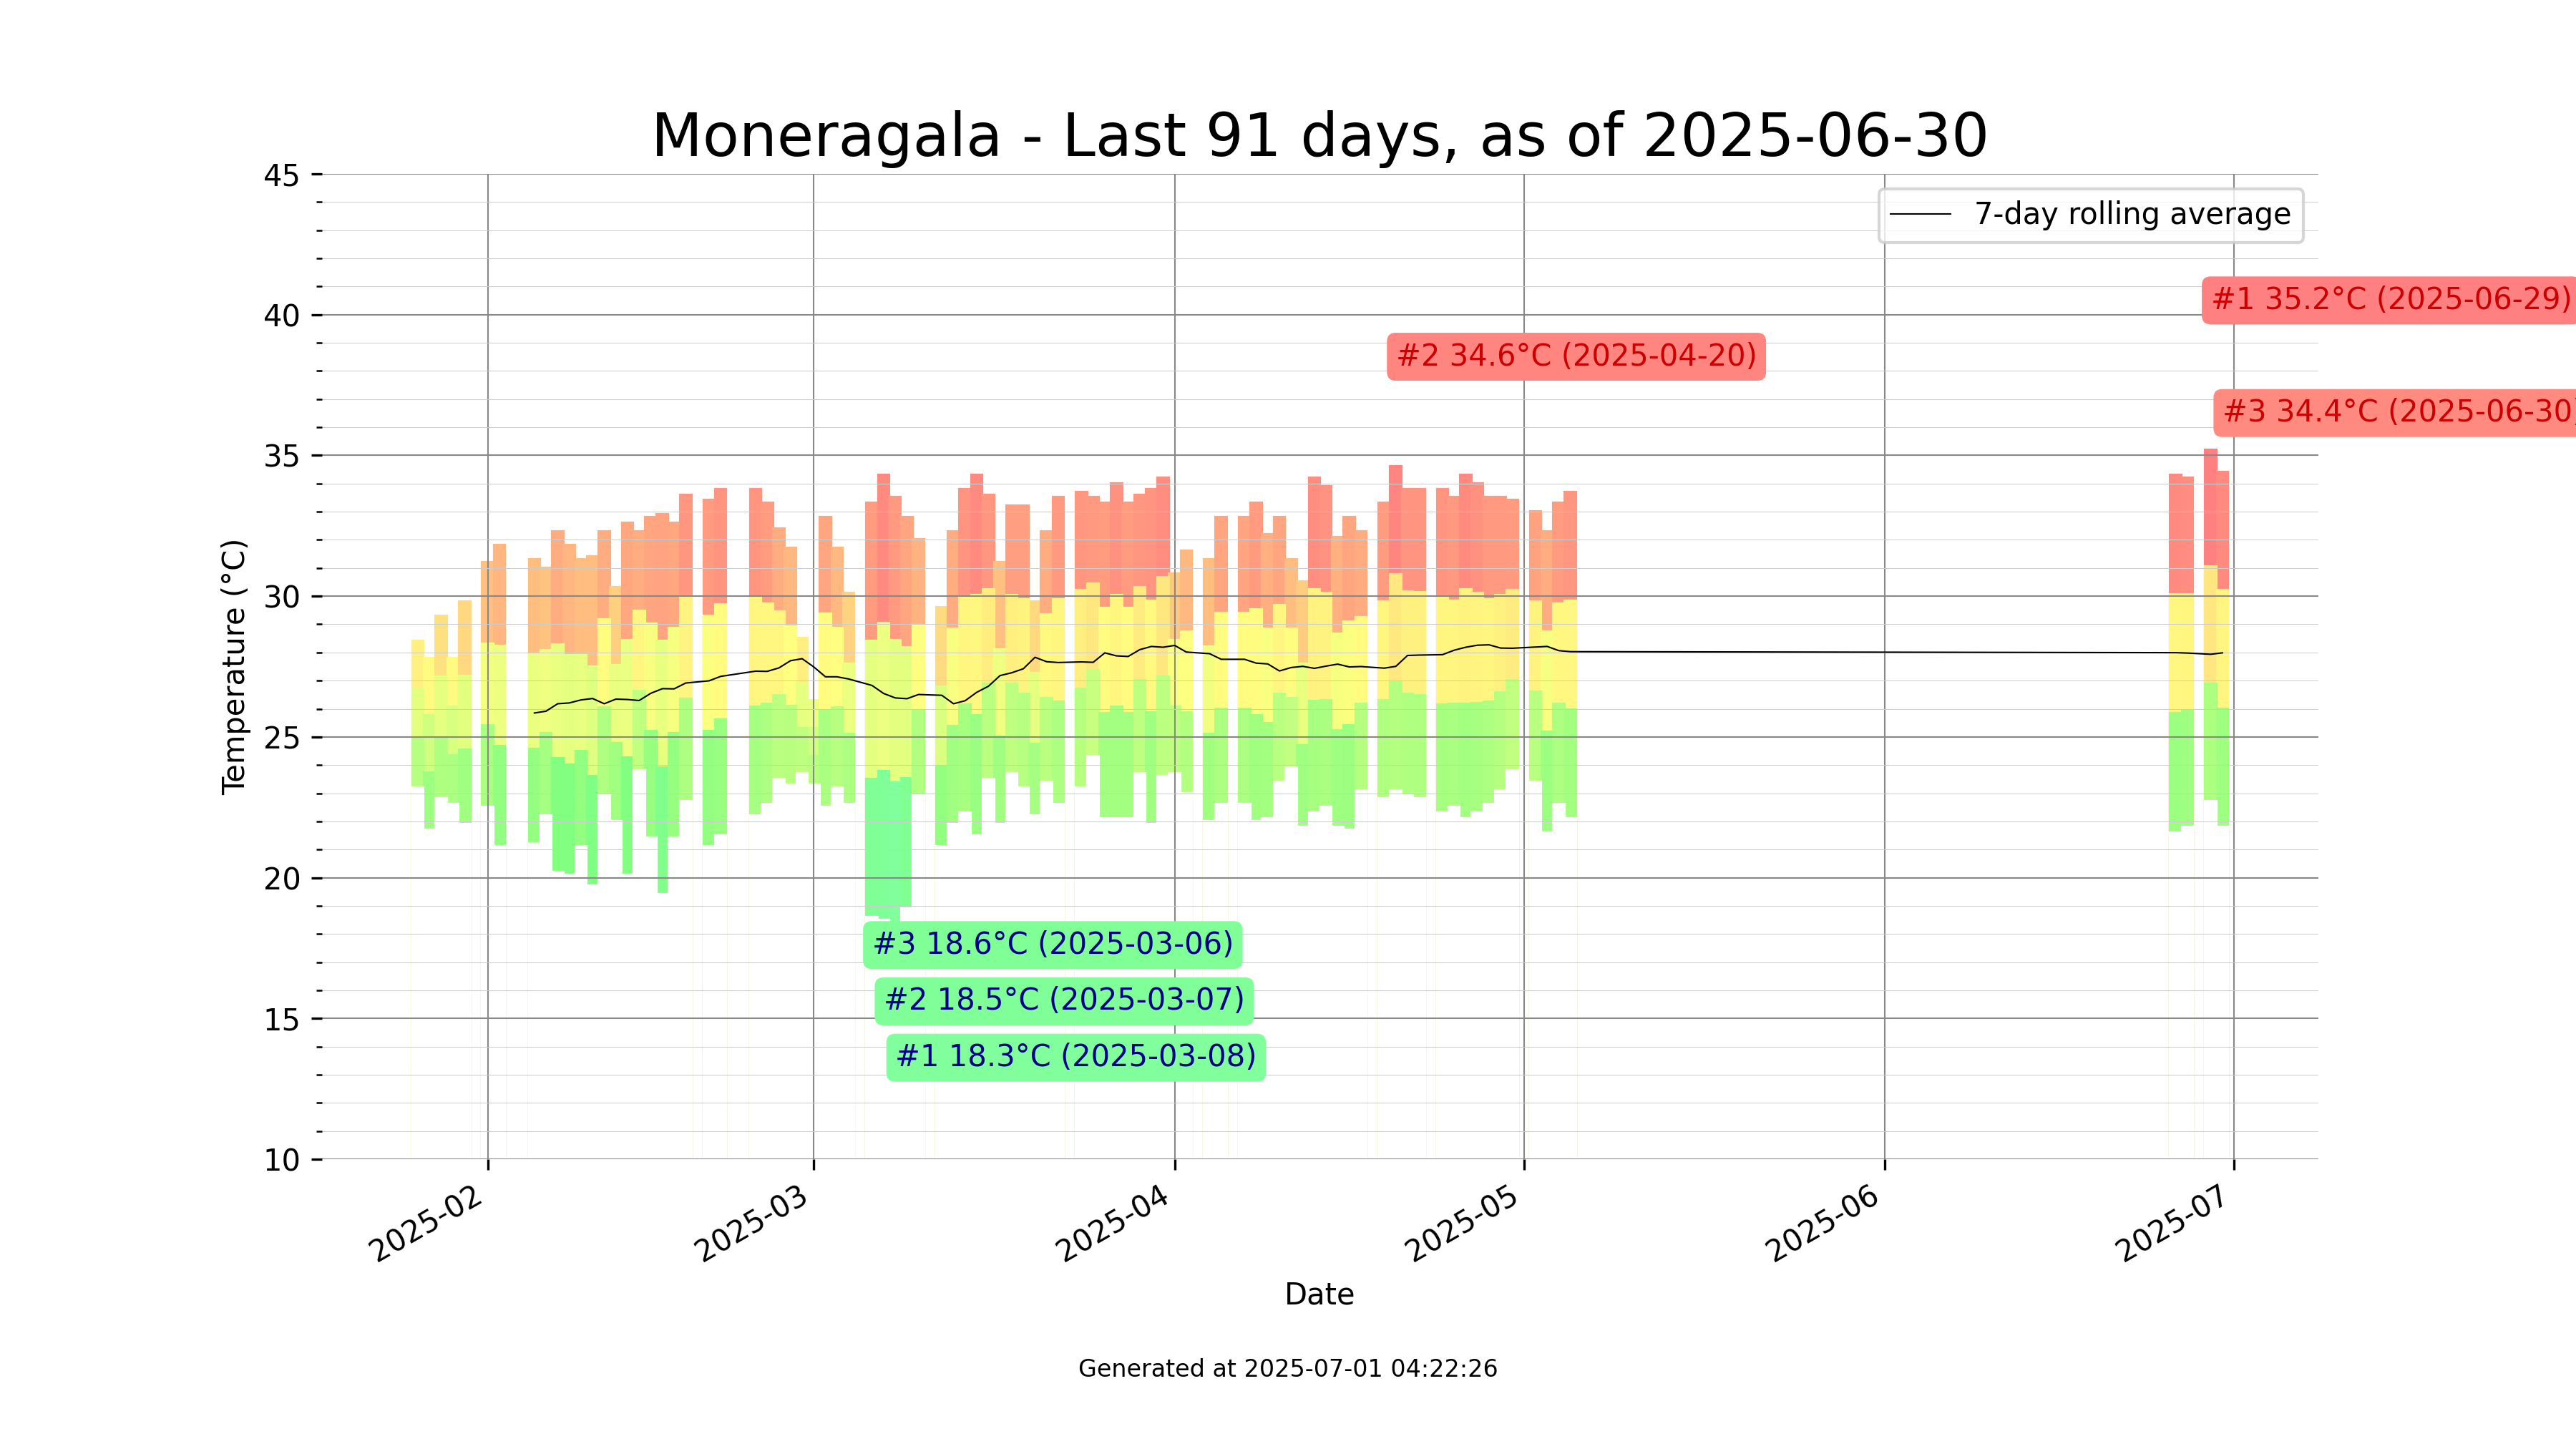 Moneragala - Last 91 days, as of 2025-06-30
7-day rolling average
#1 35.2°C (2025-06-29)
#2 34.6°C (2025-04-20)
#3 34.4°C (2025-06-30)
#3 18.6°C (2025-03-06)
#2 18.5°C (2025-03-07)
#1 18.3°C (2025-03-08)
Temperature (°C)
45
40
35
30
25
20
15
10
2025-02
2025-03
2025-04
2025-05
2025-06
2025-07
Date
Generated at 2025-07-01 04:22:26